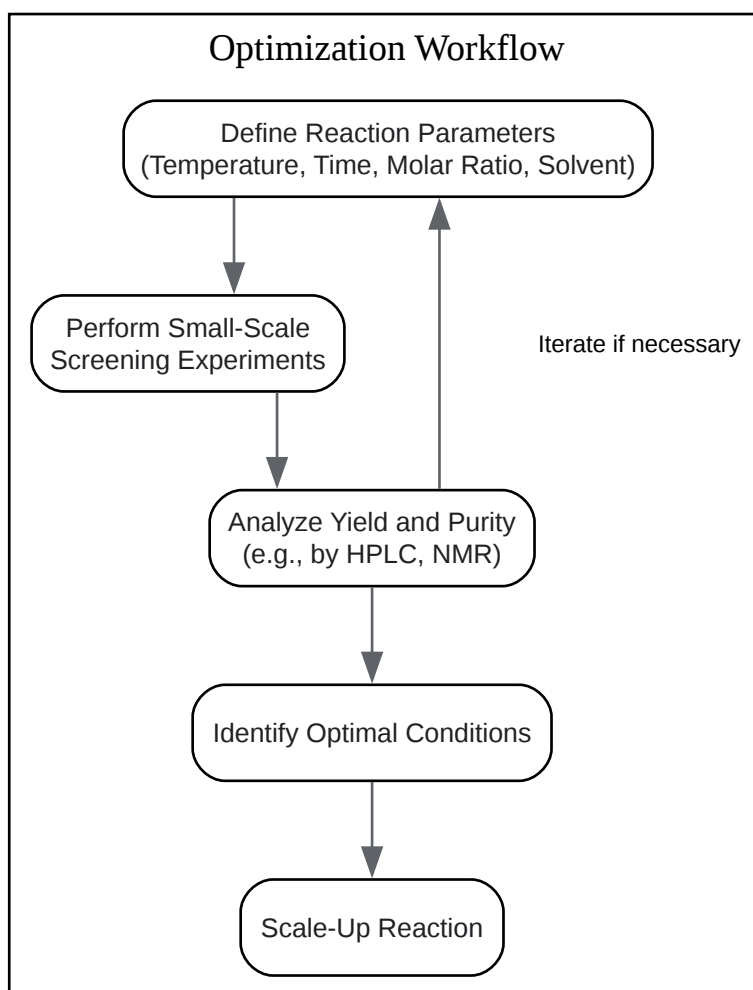 Optimization Workflow
Define Reaction Parameters
(Temperature, Time, Molar Ratio, Solvent)
Perform Small-Scale
Screening Experiments
Iterate if necessary
Analyze Yield and Purity
(e.g., by HPLC, NMR)
Identify Optimal Conditions
Scale-Up Reaction